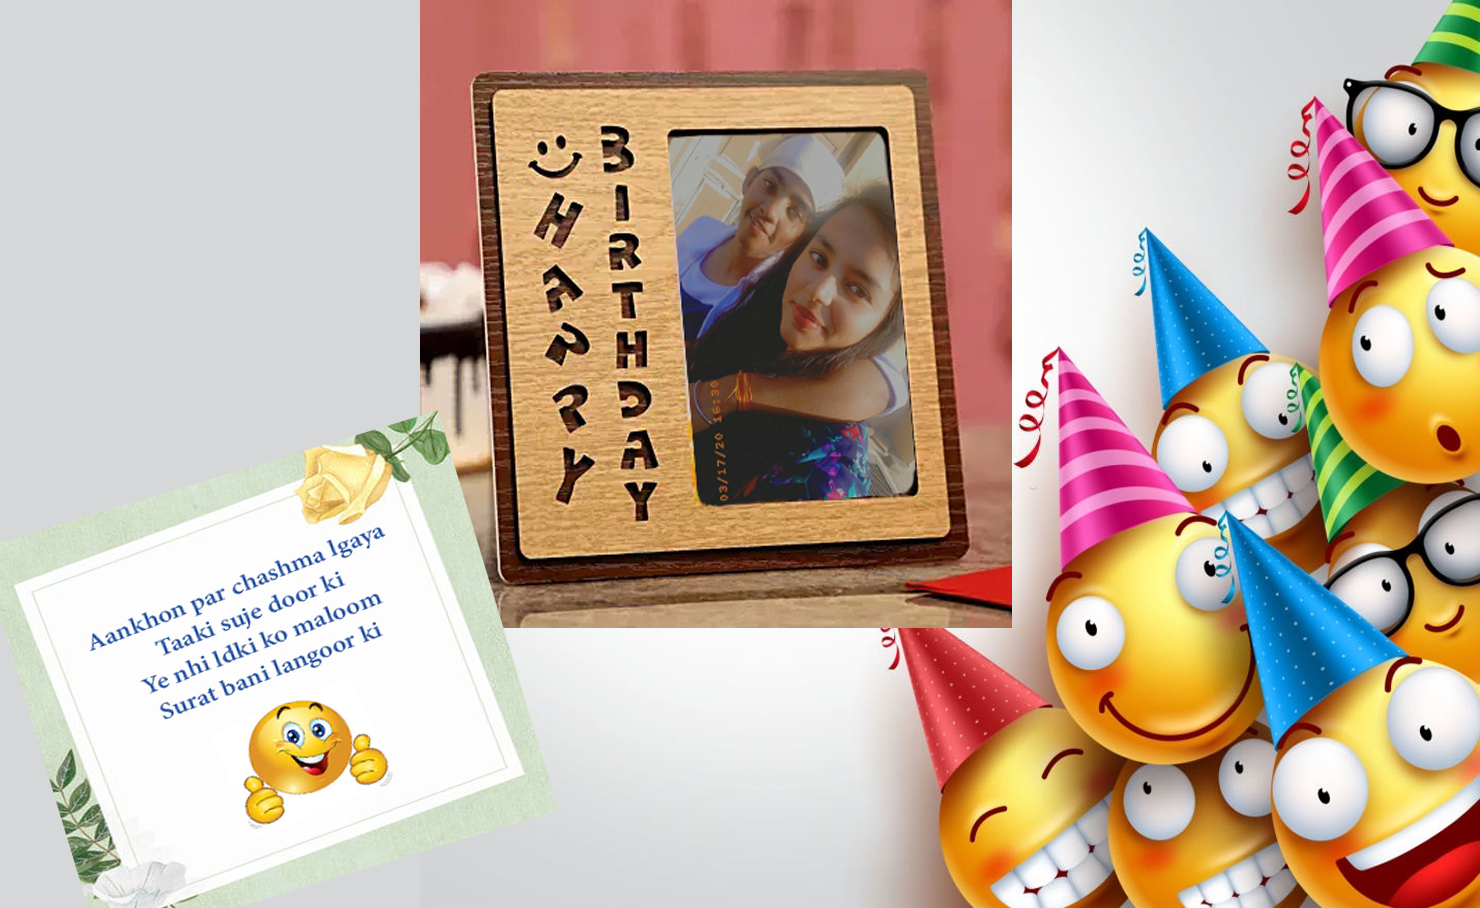 HAPPY
BIRTHDAY
03/17/20 16:30
Aankhon par chashma lgaya
Taaki suje door ki
Ye nhi ldki ko maloom
Surat bani langoor ki